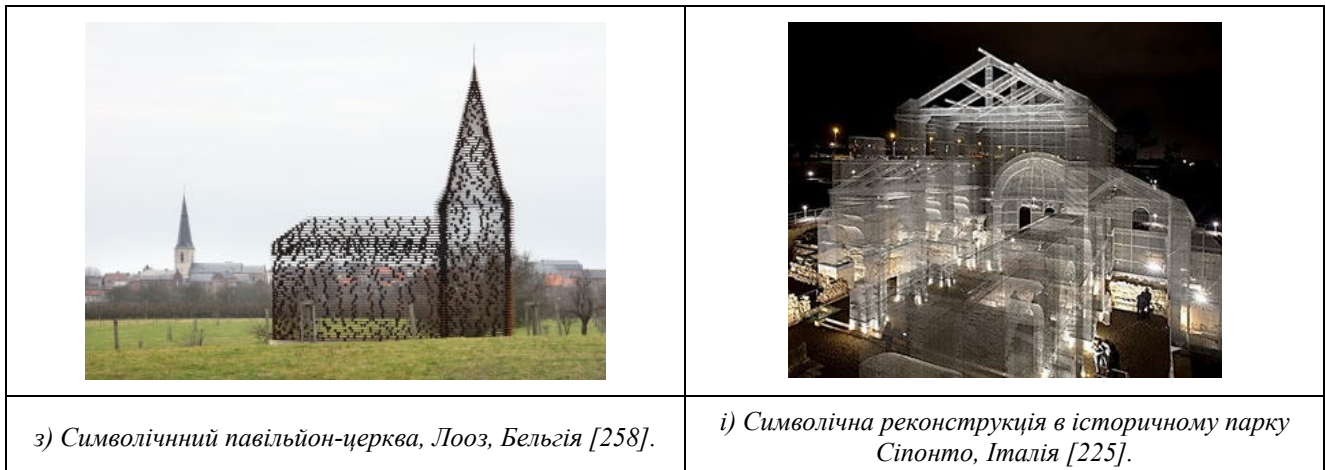 з) Символічнний павільйон-церква, Лооз, Бельгія [258].
і) Символічна реконструкція в історичному парку
Сіпонто, Італія [225].